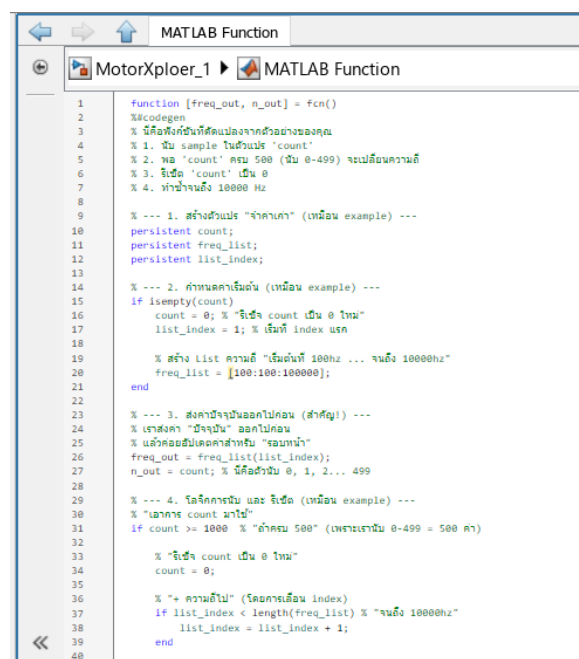 MATLAB Function
MotorXploer_1 ▶ MATLAB Function
1 function [freq_out, n_out] = fcn()
2 %#codegen
3 % นี่คือฟังก์ชันที่ดัดแปลงจากตัวอย่างของคุณ
4 % 1. นับ sample ในตัวแปร 'count'
5 % 2. พอ 'count' ครบ 500 (นับ 0-499) จะเปลี่ยนความถี่
6 % 3. รีเซ็ต 'count' เป็น 0
7 % 4. ทำซ้ำจนถึง 10000 Hz
8
9 % --- 1. สร้างตัวแปร "จำค่าเก่า" (เหมือน example) ---
10 persistent count;
11 persistent freq_list;
12 persistent list_index;
13
14 % --- 2. กำหนดค่าเริ่มต้น (เหมือน example) ---
15 if isempty(count)
16 count = 0; % "รีเซ็จ count เป็น 0 ใหม่"
17 list_index = 1; % เริ่มที่ index แรก
18
19 % สร้าง List ความถี่ "เริ่มต้นที่ 100hz ... จนถึง 10000hz"
20 freq_list = [100:100:100000];
21 end
22
23 % --- 3. ส่งค่าปัจจุบันออกไปก่อน (สำคัญ!) ---
24 % เราส่งค่า "ปัจจุบัน" ออกไปก่อน
25 % แล้วค่อยอัปเดตค่าสำหรับ "รอบหน้า"
26 freq_out = freq_list(list_index);
27 n_out = count; % นี่คือตัวนับ 0, 1, 2... 499
28
29 % --- 4. โลจิกการนับ และ รีเซ็ต (เหมือน example) ---
30 % "เอาการ count มาใช้"
31 if count >= 1000 % "ถ้าครบ 500" (เพราะเรานับ 0-499 = 500 ค่า)
32
33 % "รีเซ็จ count เป็น 0 ใหม่"
34 count = 0;
35
36 % "+ ความถี่ไป" (โดยการเลื่อน index)
37 if list_index < length(freq_list) % "จนถึง 10000hz"
38 list_index = list_index + 1;
39 end
40